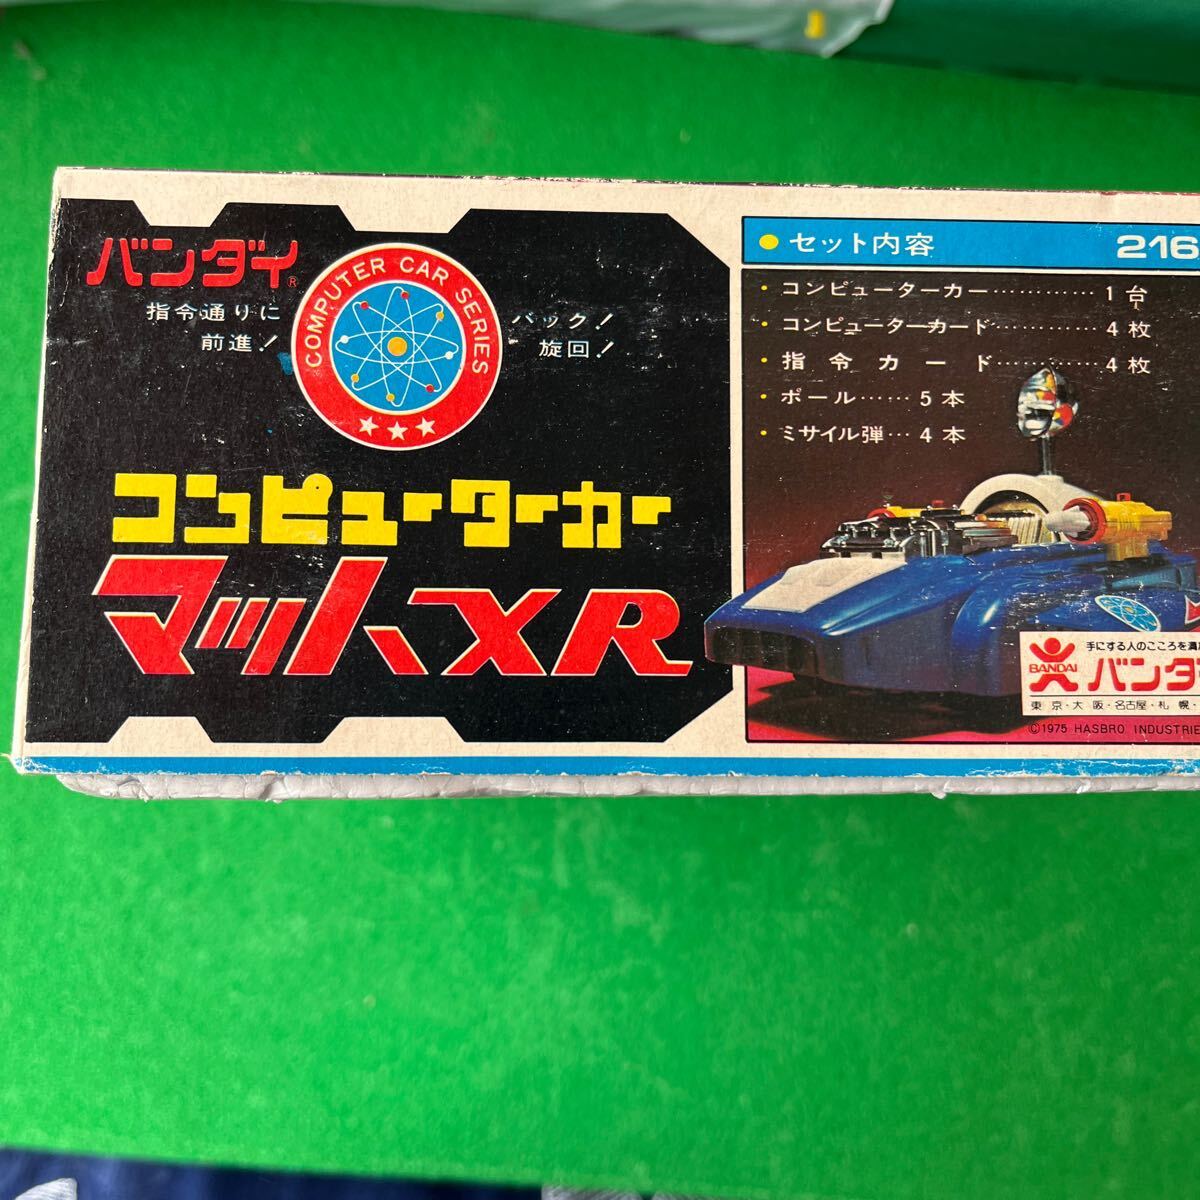 バンダイ®
指令通りに
前進!
COMPUTER CAR SERIES
バック!
旋回!
コンピューターカー
マットXR
●セット内容 216
・コンピューターカー………… 1台
・コンピューターカード……… 4枚
・指令カード……… 4枚
・ポール…… 5本
・ミサイル弾… 4本
手にする人のこころを満
BANDAI
バンダ
東京・大阪・名古屋・札幌・
©1975 HASBRO INDUSTRIE